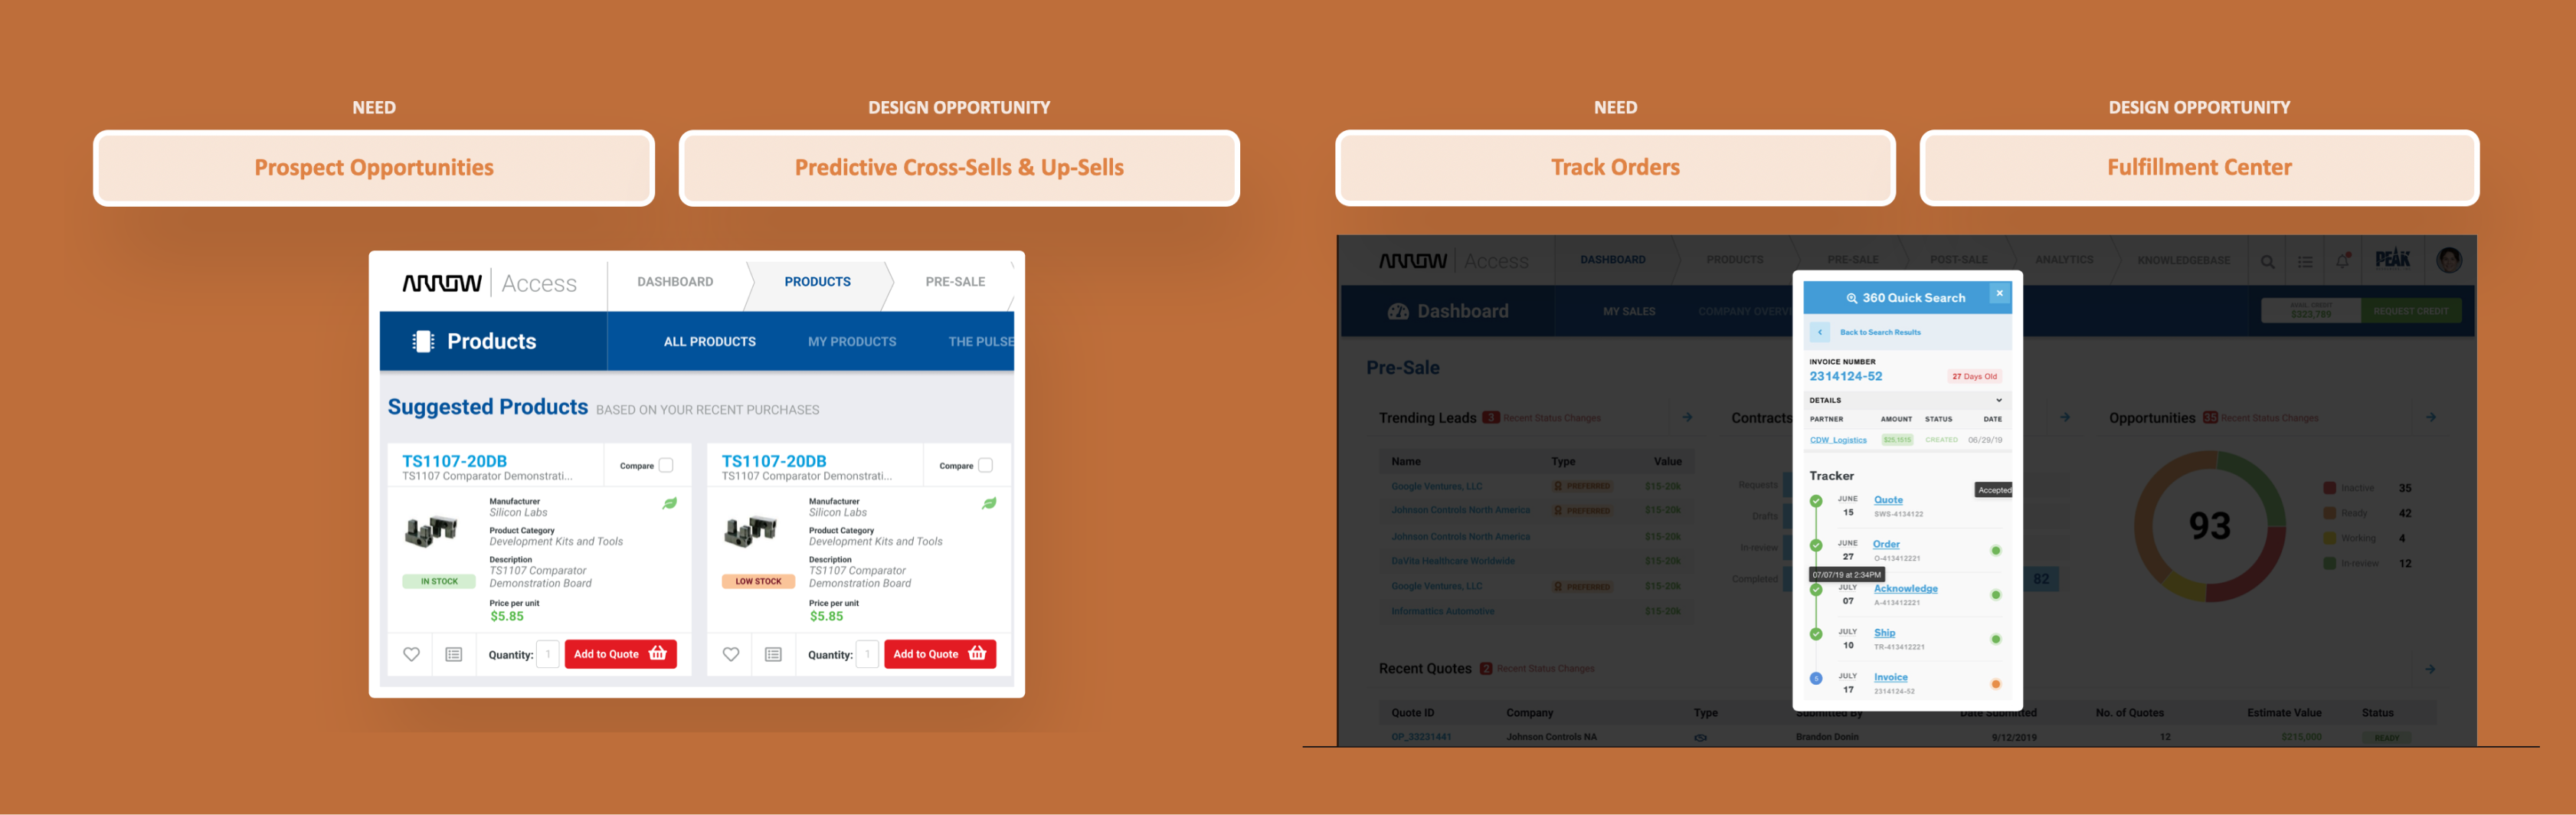 NEED
DESIGN OPPORTUNITY
Prospect Opportunities
Predictive Cross-Sells & Up-Sells
ARROW Access
DASHBOARD
PRODUCTS
PRE-SALE
Products
ALL PRODUCTS
MY PRODUCTS
THE PULSE
Suggested Products BASED ON YOUR RECENT PURCHASES
TS1107-20DB
TS1107 Comparator Demonstrati...
Compare
Manufacturer
Silicon Labs
Product Category
Development Kits and Tools
Description
TS1107 Comparator
Demonstration Board
IN STOCK
Price per unit
$5.85
Quantity: 1 Add to Quote
TS1107-20DB
TS1107 Comparator Demonstrati...
Compare
Manufacturer
Silicon Labs
Product Category
Development Kits and Tools
Description
TS1107 Comparator
Demonstration Board
LOW STOCK
Price per unit
$5.85
Quantity: 1 Add to Quote
NEED
DESIGN OPPORTUNITY
Track Orders
Fulfillment Center
ARROW Access
DASHBOARD
PRODUCTS
PRE-SALE
POST-SALE
ANALYTICS
KNOWLEDGEBASE
PEAK
Dashboard
MY SALES
COMPANY OVERVI
AVAIL. CREDIT
$323,789
REQUEST CREDIT
Pre-Sale
Trending Leads 3 Recent Status Changes
Name Type Value
Google Ventures, LLC PREFERRED $15-20k
Johnson Controls North America PREFERRED $15-20k
Johnson Controls North America $15-20k
DaVita Healthcare Worldwide $15-20k
Google Ventures, LLC PREFERRED $15-20k
Informattics Automotive $15-20k
Contracts
Requests
Drafts
In-review
Completed
82
Opportunities 35 Recent Status Changes
93
Inactive 35
Ready 42
Working 4
In-review 12
360 Quick Search
Back to Search Results
INVOICE NUMBER
2314124-52
27 Days Old
DETAILS
PARTNER AMOUNT STATUS DATE
CDW_Logistics $25,1515 CREATED 06/29/19
Tracker
Accepted
JUNE 15 Quote
SWS-4134122
JUNE 27 Order
O-413412221
07/07/19 at 2:34PM
JULY 07 Acknowledge
A-413412221
JULY 10 Ship
TR-413412221
5 JULY 17 Invoice
2314124-52
Recent Quotes 2 Recent Status Changes
Quote ID Company Type Submitted By Date Submitted No. of Quotes Estimate Value Status
OP_33231441 Johnson Controls NA Brandon Donin 9/12/2019 12 $215,000 READY